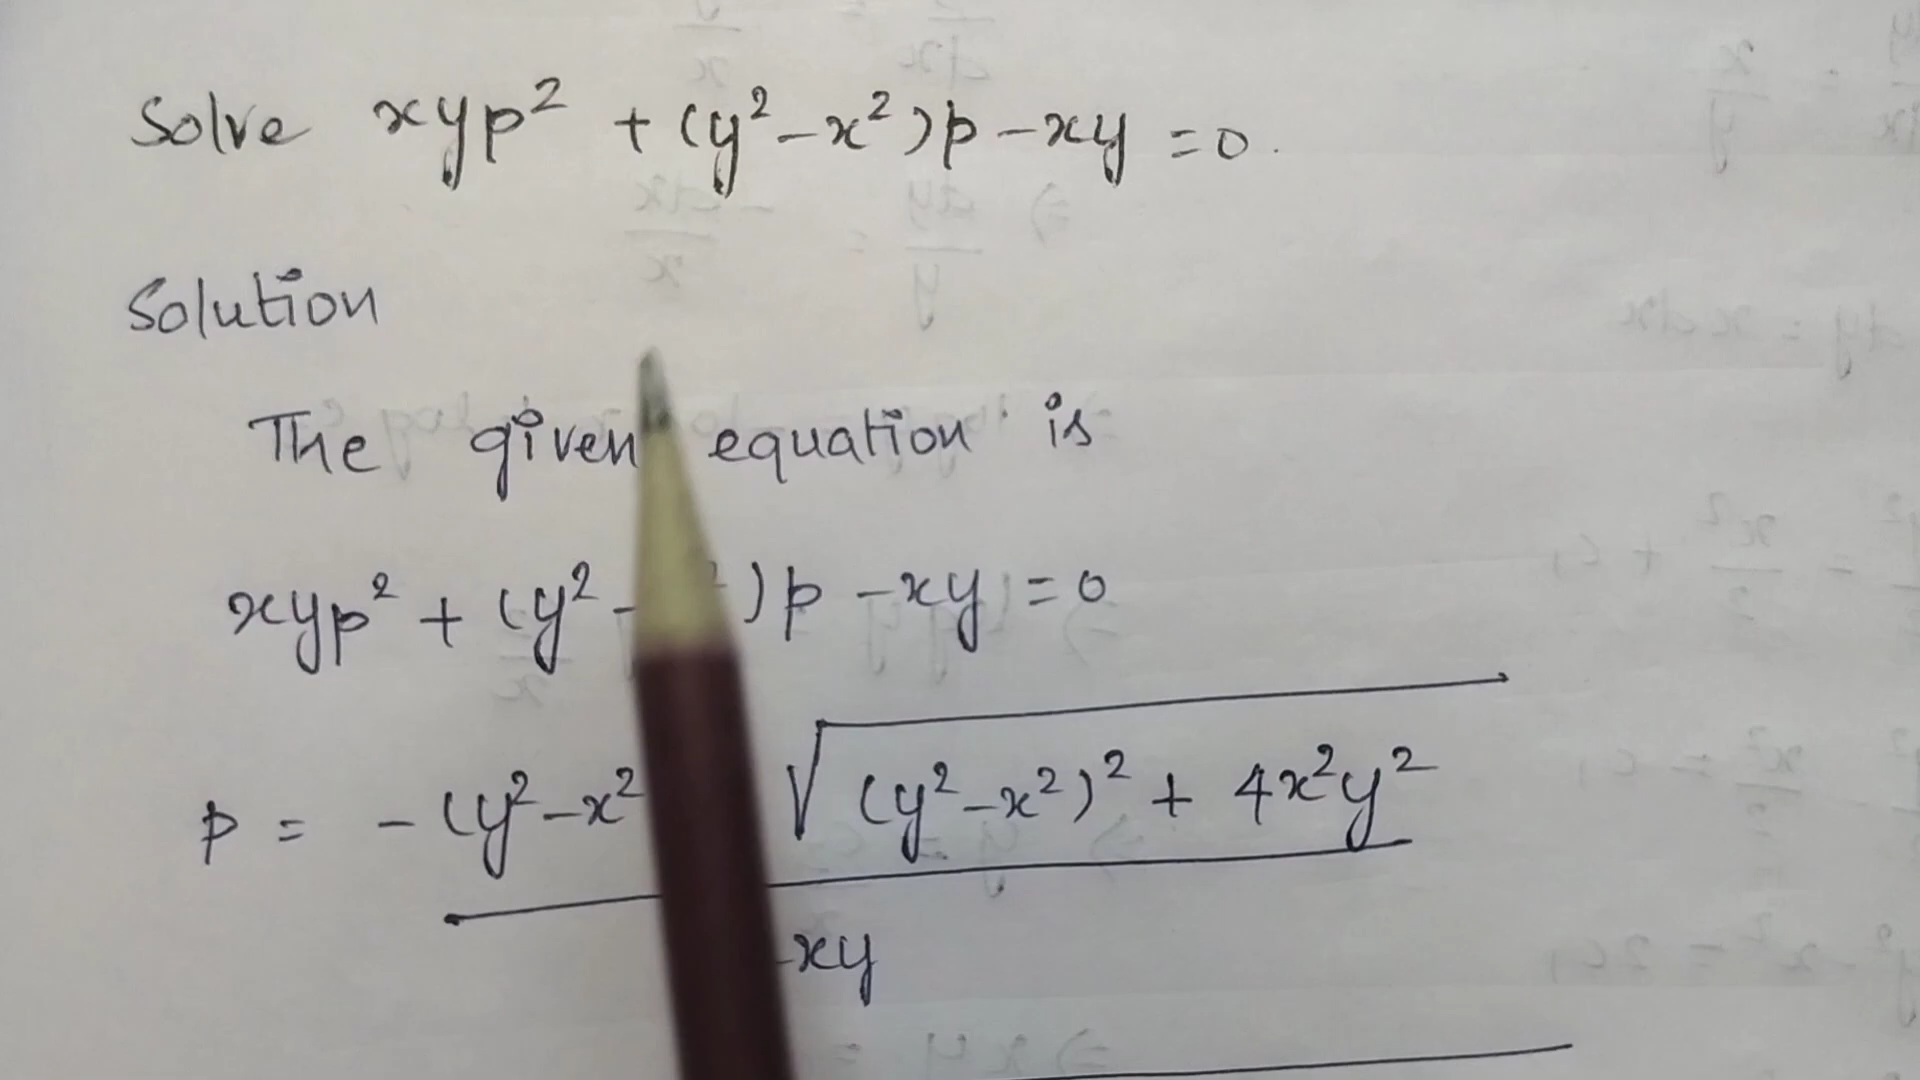 Solve xyp² + (y²-x²)p - xy = 0.
Solution
The given equation is
xyp² + (y² - ²)p - xy = 0
p = -(y²-x² √(y²-x²)² + 4x²y²
xy